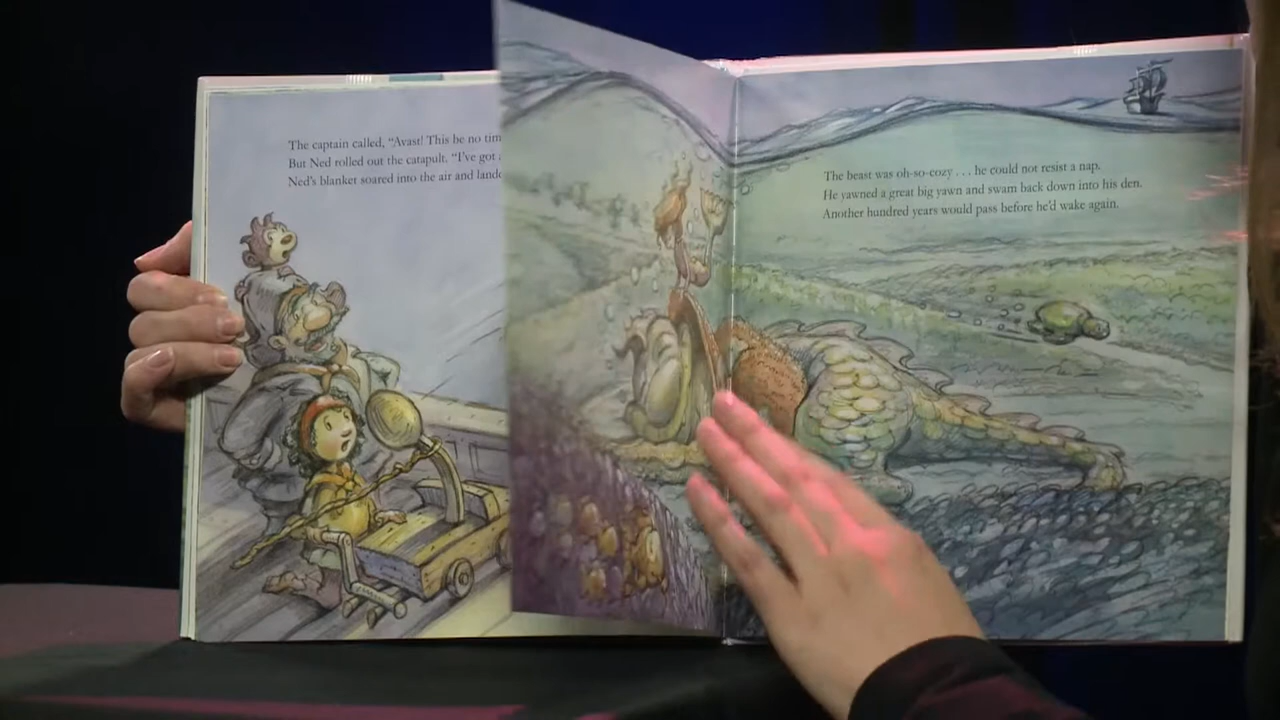 The captain called, "Avast! This be no tim
But Ned rolled out the catapult. "I've got
Ned's blanket soared into the air and lande
The beast was oh-so-cozy . . . he could not resist a nap.
He yawned a great big yawn and swam back down into his den.
Another hundred years would pass before he'd wake again.